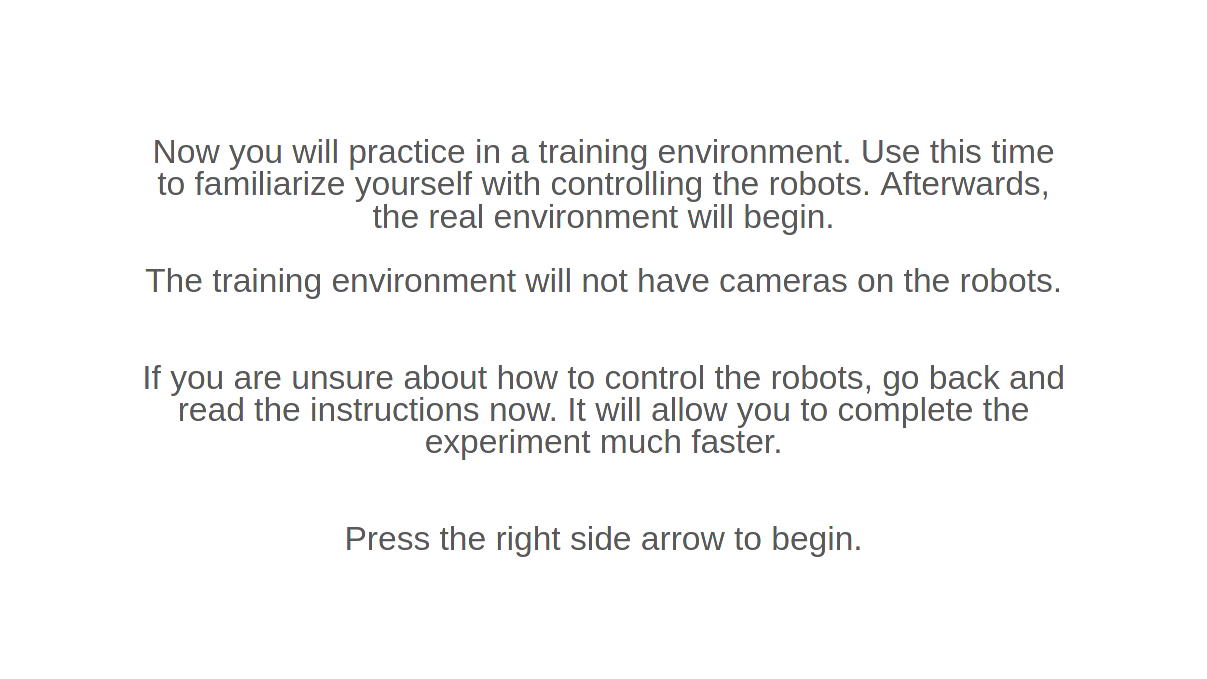 Now you will practice in a training environment. Use this time
to familiarize yourself with controlling the robots. Afterwards,
the real environment will begin.
The training environment will not have cameras on the robots.
If you are unsure about how to control the robots, go back and
read the instructions now. It will allow you to complete the
experiment much faster.
Press the right side arrow to begin.